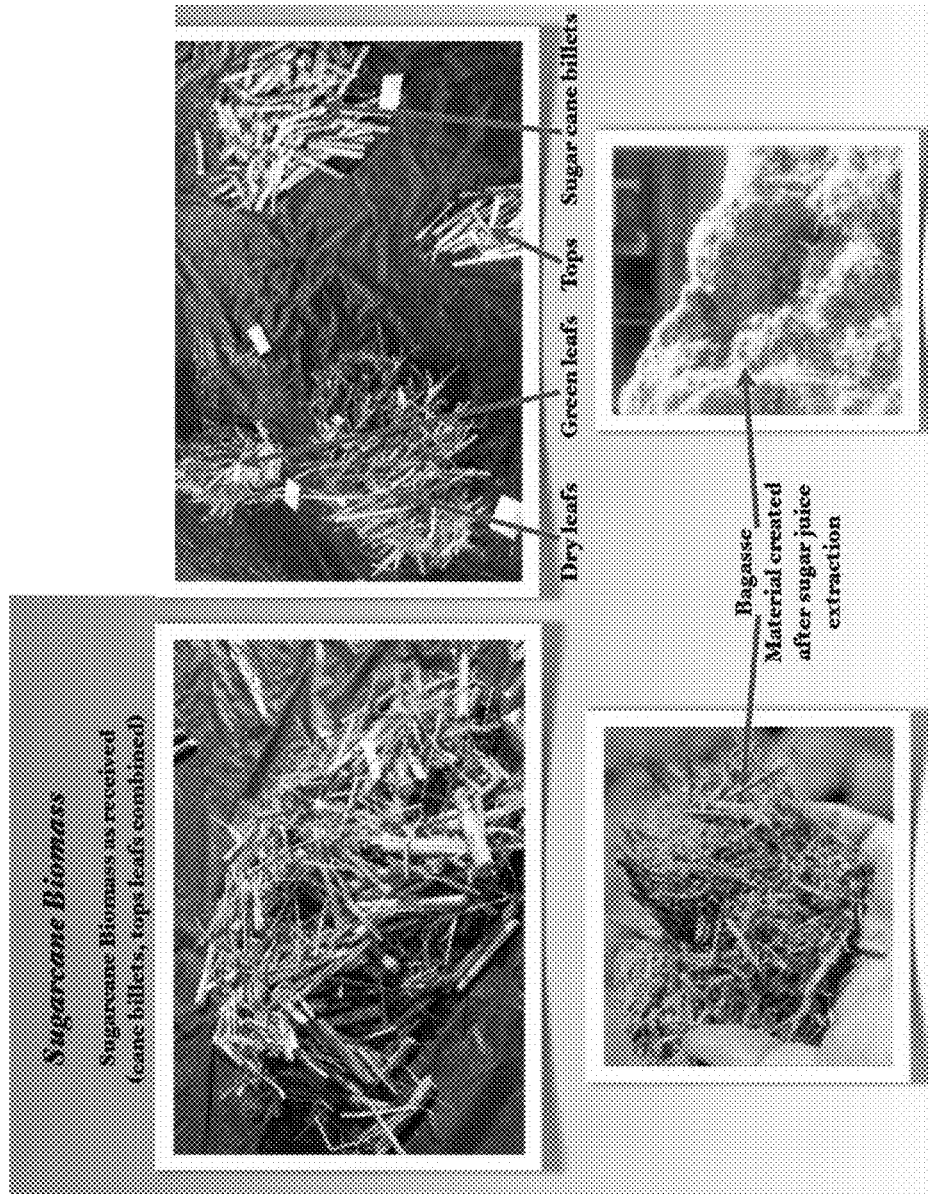 Sugarcane Biomass
Sugarcane Biomass as received
(cane billets, tops leafs combined)
Dry leafs
Green leafs
Tops
Sugar cane billets
Bagasse
Material created
after sugar juice
extraction